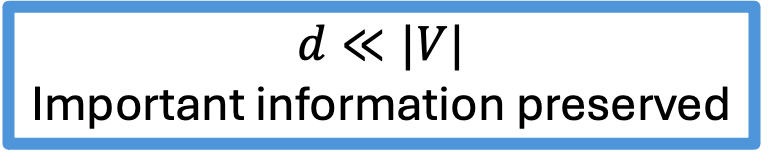 d ≪ |V|
Important information preserved